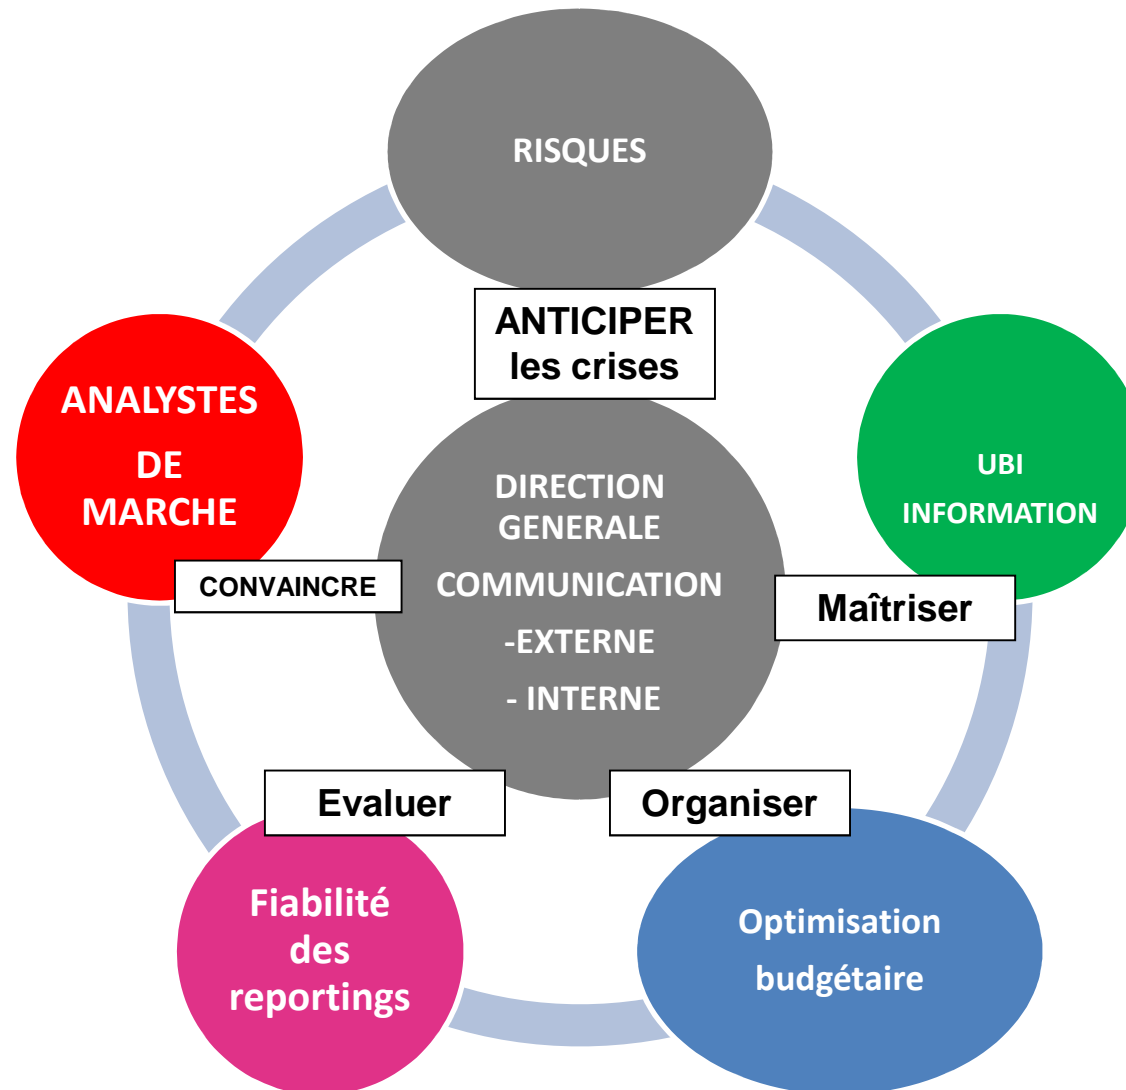 RISQUES
ANTICIPER
les crises
ANALYSTES
DE
MARCHE
UBI
INFORMATION
DIRECTION
GENERALE
COMMUNICATION
-EXTERNE
- INTERNE
CONVAINCRE
Maîtriser
Evaluer
Organiser
Fiabilité
des
reportings
Optimisation
budgétaire